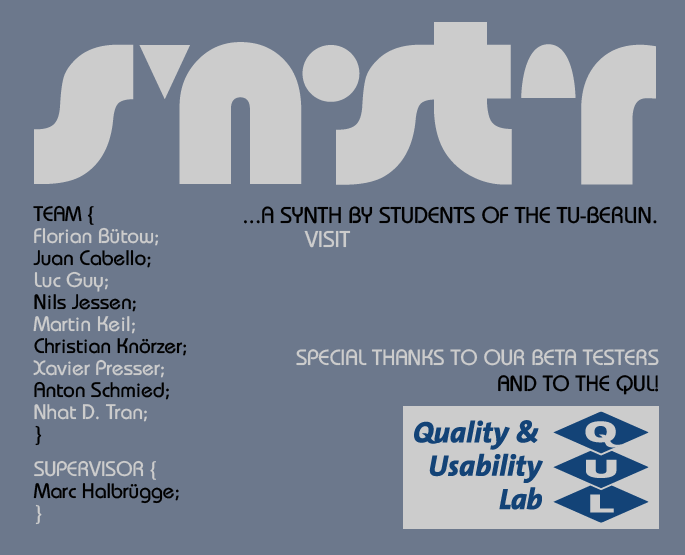 s'n·st'r
TEAM {
Florian Bütow;
Juan Cabello;
Luc Guy;
Nils Jessen;
Martin Keil;
Christian Knörzer;
Xavier Presser;
Anton Schmied;
Nhat D. Tran;
}
SUPERVISOR {
Marc Halbrügge;
}
...A SYNTH BY STUDENTS OF THE TU-BERLIN.
VISIT
SPECIAL THANKS TO OUR BETA TESTERS
AND TO THE QUL!
Quality &
Usability
Lab
Q
U
L